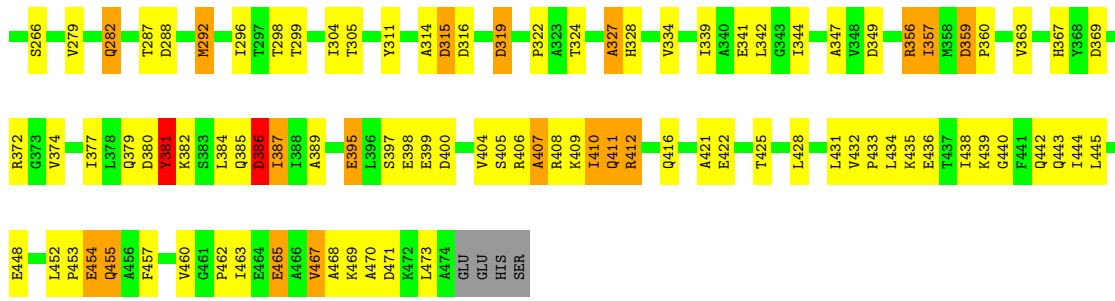 S266 V279 Q282 T287 D288 M292 I296 T297 T298 T299 I304 T305 Y311 A314 D315 D316 D319 P322 A323 T324 A327 H328 V334 I339 A340 E341 L342 G343 I344 A347 V348 D349 R356 I357 M358 D359 P360 V363 H367 Y368 D369
R372 G373 V374 I377 L378 Q379 D380 Y381 K382 S383 L384 Q385 D386 I387 I388 A389 E395 L396 S397 E398 E399 D400 V404 S405 R406 A407 R408 K409 I410 Q411 R412 Q416 A421 E422 T425 L428 L431 V432 P433 L434 K435 E436 T437 I438 K439 G440 F441 Q442 Q443 I444 L445
E448 L452 P453 E454 Q455 A456 F457 V460 G461 P462 I463 E464 E465 A466 V467 A468 K469 A470 D471 K472 L473 A474 GLU GLU HIS SER